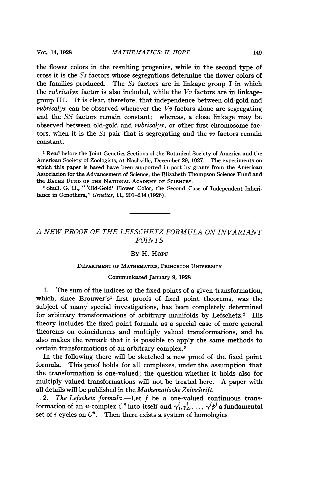 VOL. 14, 1928 MATHEMATICS: H. HOPF 149
the flower colors in the resulting progenies, while in the second type of
cross it is the Ss factors whose segregations determine the flower colors of
the families produced. The Ss factors are in linkage group I in which
the rubricalyx factor is also included, while the Vv factors are in linkage-
group III. It is clear, therefore, that independence between old-gold and
rubricalyx can be observed whenever the Vv factors alone are segregating
and the SS factors remain constant; whereas, a close linkage may be
observed between old-gold and rubricalyx, or other first chromosome fac-
tors, when it is the Ss pair that is segregating and the vv factors remain
constant.
1 Read before the Joint Genetics Sections of the Botanical Society of America and the
American Society of Zoologists, at Nashville, December 28, 1927. The experiments on
which this paper is based have been supported in part by grants from the American
Association for the Advancement of Science, the Elizabeth Thompson Science Fund and
the BACHE FUND OF THE NATIONAL ACADEMY OF SCIENCES.
Shull, G. H., "'Old-Gold' Flower Color, the Second Case of Independent Inheri-
tance in Oenothera," Genetics, 11, 201-234 (1926).
A NEW PROOF OF THE LEFSCHETZ FORMULA ON INVARIANT
POINTS
BY H. HOPF
DEPARTMENT OF MATHEMATICS, PRINCETON UNIVERSITY
Communicated January 9, 1928
1. The sum of the indices of the fixed points of a given transformation,
which, since Brouwer's first proofs of fixed point theorems, was the
subject of many special investigations, has been completely determined
for arbitrary transformations of arbitrary manifolds by Lefschetz. His
theory includes the fixed point formula as a special case of more general
theorems on coincidences and multiply valued transformations, and he
also makes the remark that it is possible to apply the same methods to
certain transformations of an arbitrary complex.
In the following there will be sketched a new proof of the fixed point
formula. This proof holds for all complexes, under the assumption that
the transformation is one-valued; the question whether it holds also for
multiply valued transformations will not be treated here. A paper with
all details will be published in the Mathematische Zeitschrift.
2. The Lefschetz formula.—Let f be a one-valued continuous trans-
formation of an n-complex Cⁿ into itself and a fundamental
set of i cycles on Cⁿ. Then there exists a system of homologies